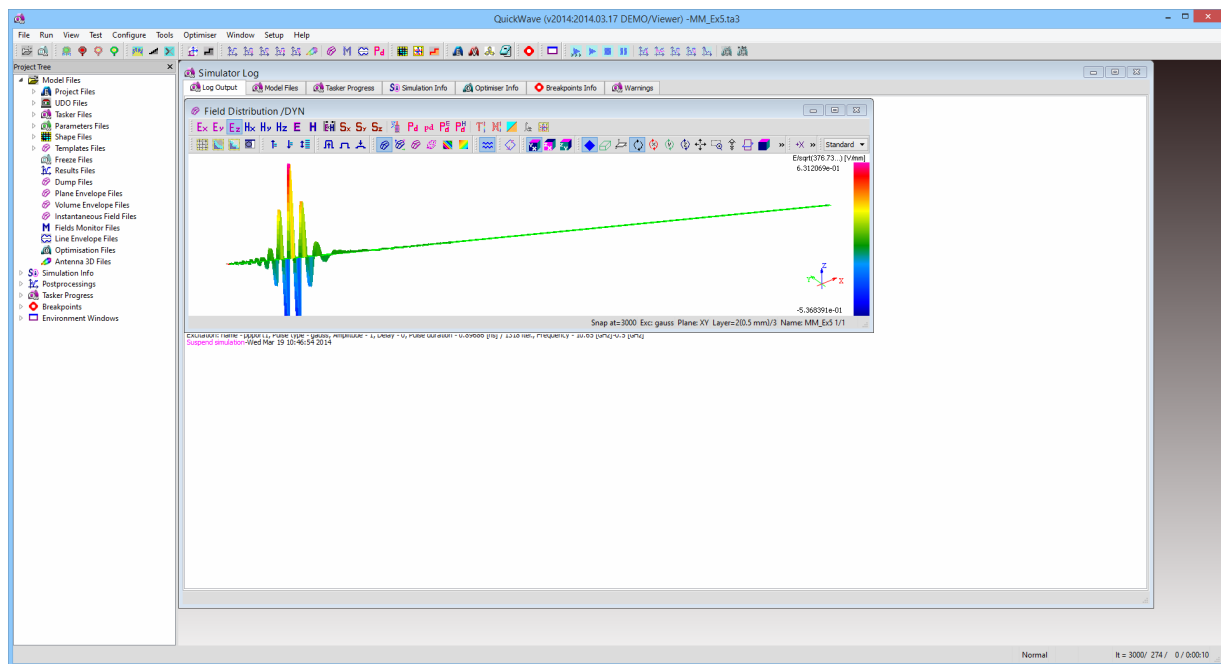 QuickWave (v2014:2014.03.17 DEMO/Viewer) -MM_Ex5.ta3
File Run View Test Configure Tools Optimiser Window Setup Help
Project Tree
Model Files
Project Files
UDO Files
Tasker Files
Parameters Files
Shape Files
Templates Files
Freeze Files
Results Files
Dump Files
Plane Envelope Files
Volume Envelope Files
Instantaneous Field Files
Fields Monitor Files
Line Envelope Files
Optimisation Files
Antenna 3D Files
Simulation Info
Postprocessings
Tasker Progress
Breakpoints
Environment Windows
Simulator Log
Log Output Model Files Tasker Progress Simulation Info Optimiser Info Breakpoints Info Warnings
Field Distribution /DYN
Ex Ey Ez Hx Hy Hz E H EH Sx Sy Sz
Standard
E/sqrt(376.73...) [V/mm]
6.312069e-01
Z
Y X
-5.368391e-01
Snap at=3000 Exc: gauss Plane: XY Layer=2(0.5 mm)/3 Name: MM_Ex5 1/1
Suspend simulation-Wed Mar 19 10:46:54 2014
Normal It = 3000/ 274 / 0 / 0:00:10